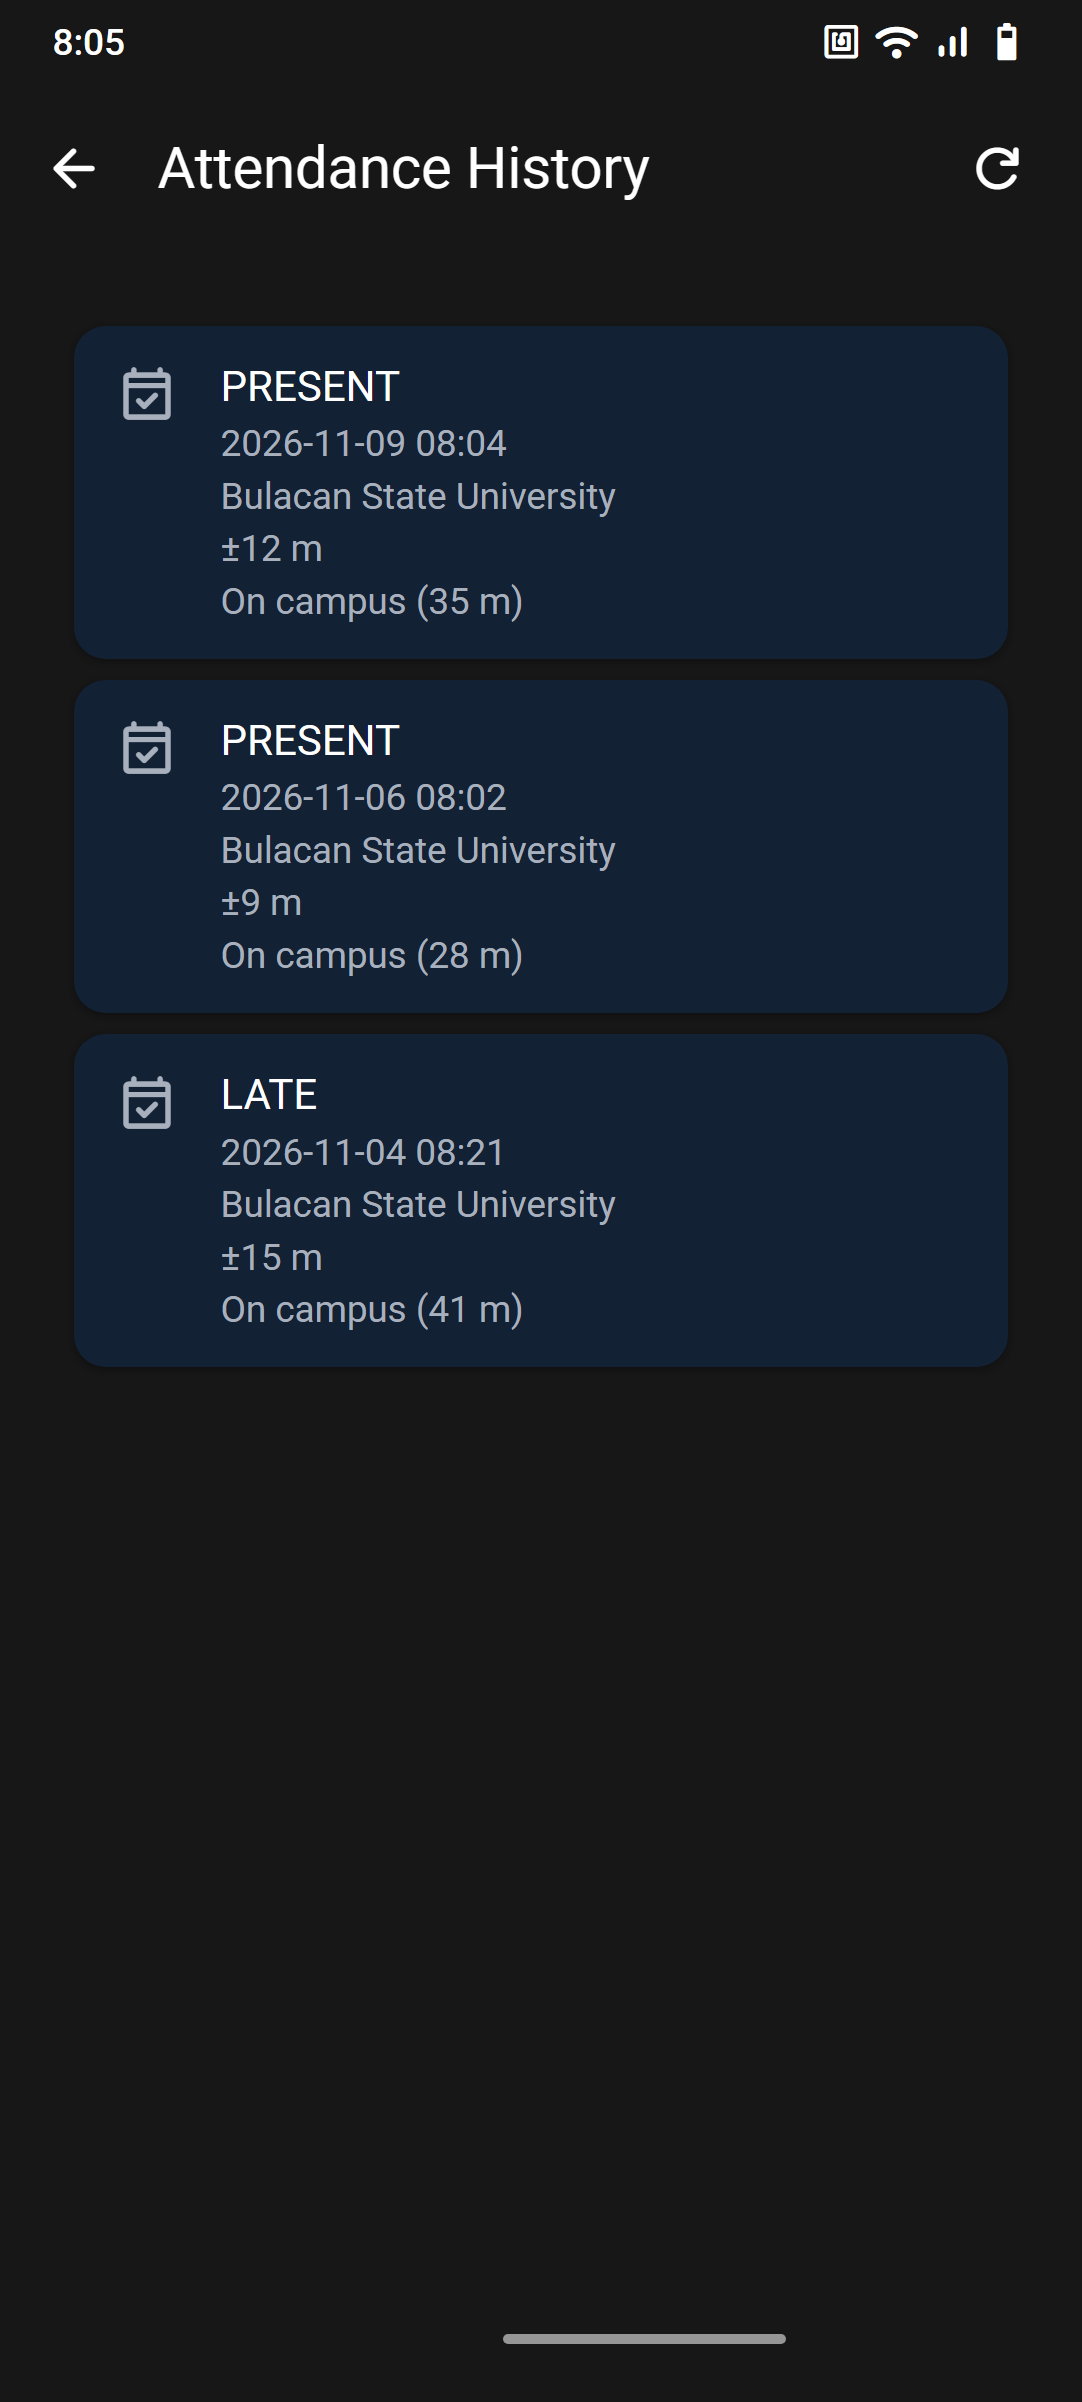 8:05
Attendance History
PRESENT
2026-11-09 08:04
Bulacan State University
±12 m
On campus (35 m)
PRESENT
2026-11-06 08:02
Bulacan State University
±9 m
On campus (28 m)
LATE
2026-11-04 08:21
Bulacan State University
±15 m
On campus (41 m)